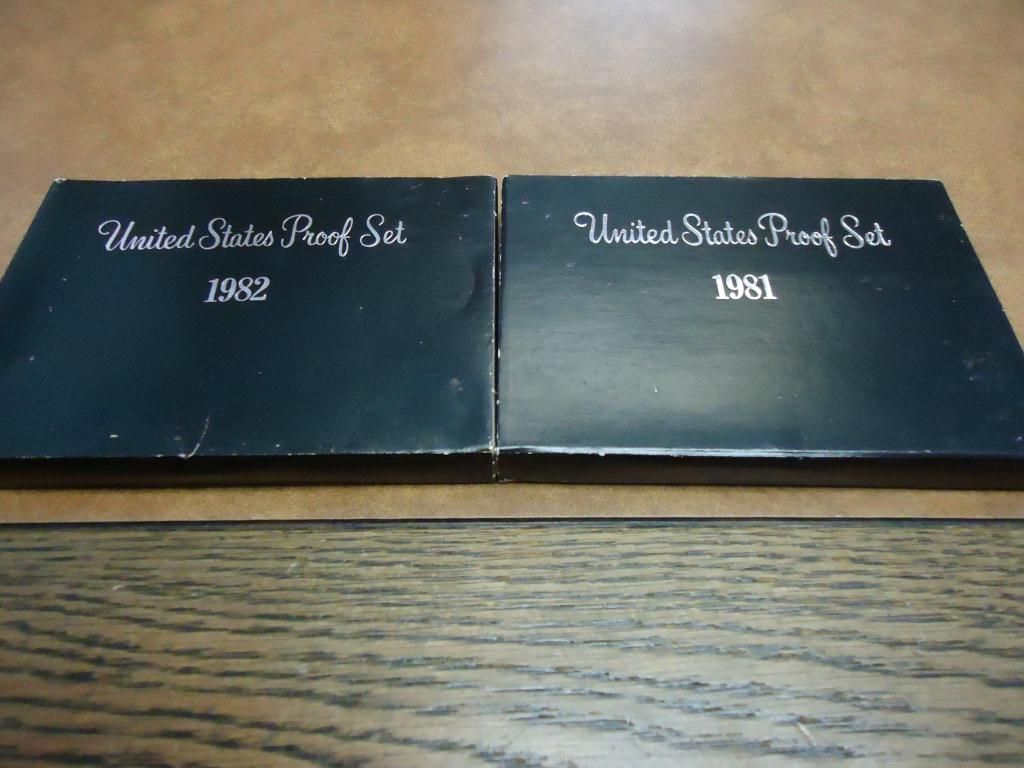 United States Proof Set
1982
United States Proof Set
1981